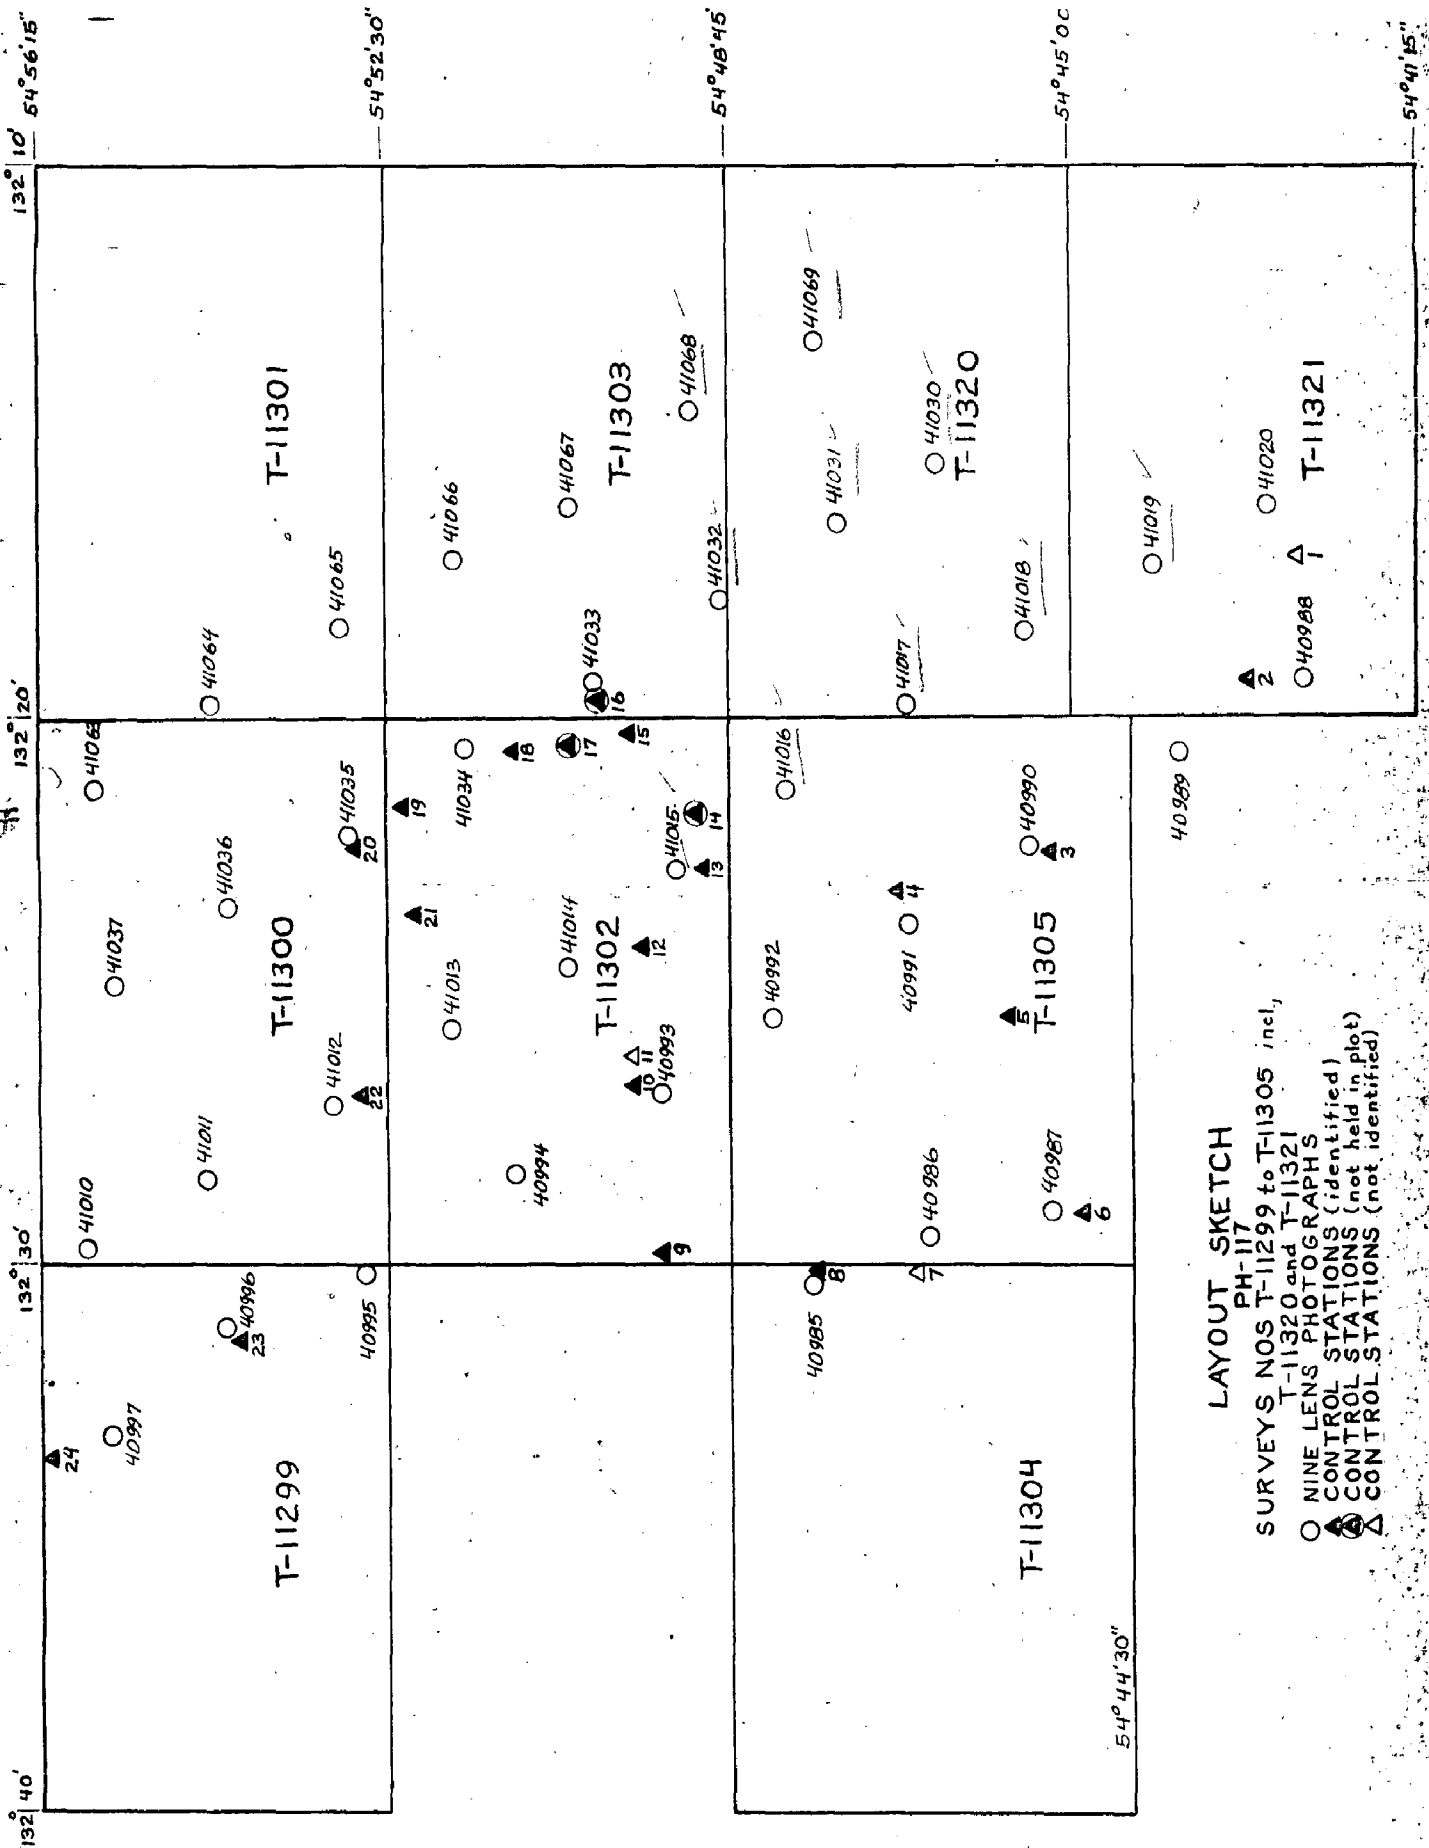 132° 40'
132° 30'
132° 20'
132° 10'
54° 56' 15"
54° 52' 30"
54° 48' 45'
54° 45' 0C
54° 41' 15"
54° 44' 30"
T-11299
24
40997
23
40996
40995
T-11300
41010
41011
41012
22
41037
41036
41035
20
T-11301
41064
41065
T-11302
19
21
41034
18
17
15
41013
41014
41015
14
13
12
11
10
40993
40994
9
T-11303
41066
41067
41068
41033
16
41032
T-11304
40985
8
7
T-11305
41016
40992
40991
4
40990
3
5
40986
40987
6
40989
T-11320
41069
41031
41030
41017
41018
T-11321
41019
41020
1
2
40988
LAYOUT SKETCH
PH-117
SURVEYS NOS T-11299 to T-11305 incl,
T-11320 and T-11321
NINE LENS PHOTOGRAPHS
CONTROL STATIONS (identified)
CONTROL STATIONS (not held in plot)
CONTROL STATIONS (not identified)